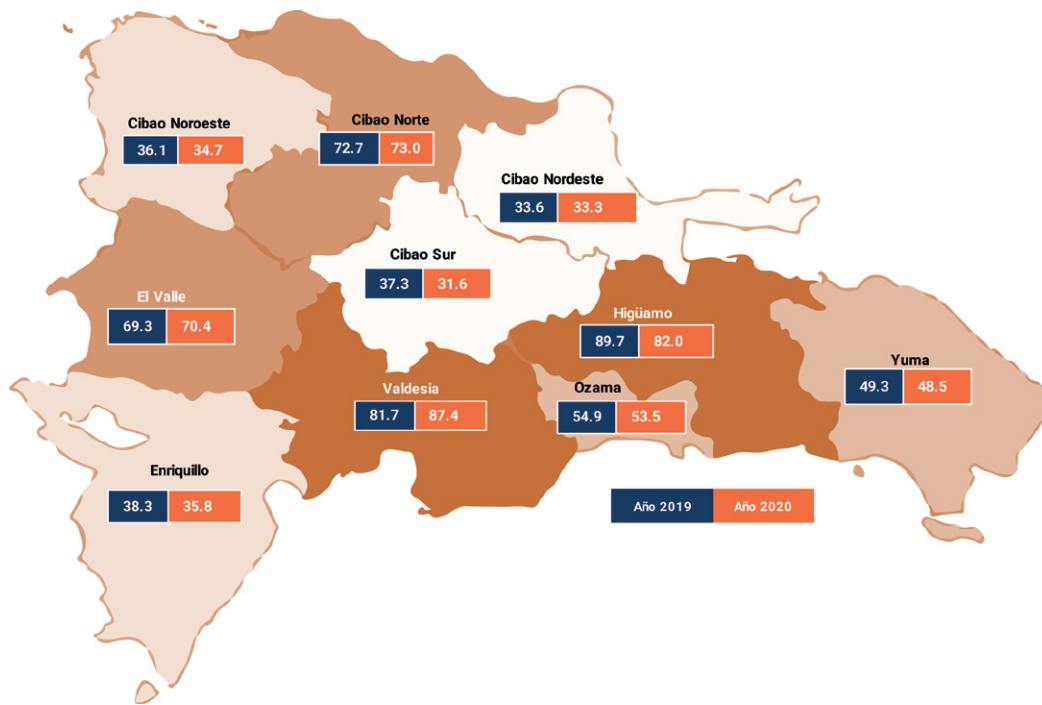 Cibao Noroeste
36.1 34.7
Cibao Norte
72.7 73.0
Cibao Nordeste
33.6 33.3
Cibao Sur
37.3 31.6
El Valle
69.3 70.4
Higüamo
89.7 82.0
Yuma
49.3 48.5
Valdesia
81.7 87.4
Ozama
54.9 53.5
Enriquillo
38.3 35.8
Año 2019 Año 2020